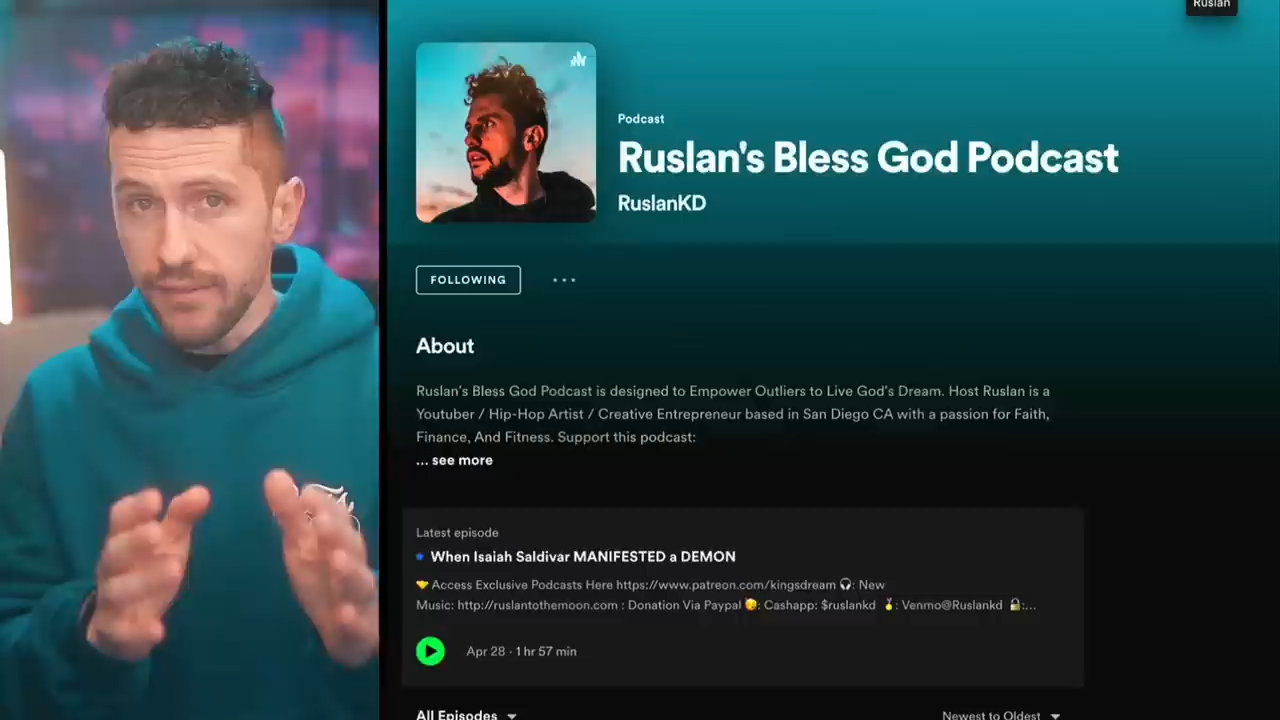 Ruslan
Podcast
Ruslan's Bless God Podcast
RuslanKD
FOLLOWING
About
Ruslan's Bless God Podcast is designed to Empower Outliers to Live God's Dream. Host Ruslan is a
Youtuber / Hip-Hop Artist / Creative Entrepreneur based in San Diego CA with a passion for Faith,
Finance, And Fitness. Support this podcast:
... see more
Latest episode
When Isaiah Saldivar MANIFESTED a DEMON
🤝 Access Exclusive Podcasts Here https://www.patreon.com/kingsdream 🎧: New
Music: http://ruslantothemoon.com : Donation Via Paypal 🥳: Cashapp: $ruslankd 🏅: Venmo@Ruslankd 🔏:...
Apr 28 · 1 hr 57 min
All Episodes
Newest to Oldest